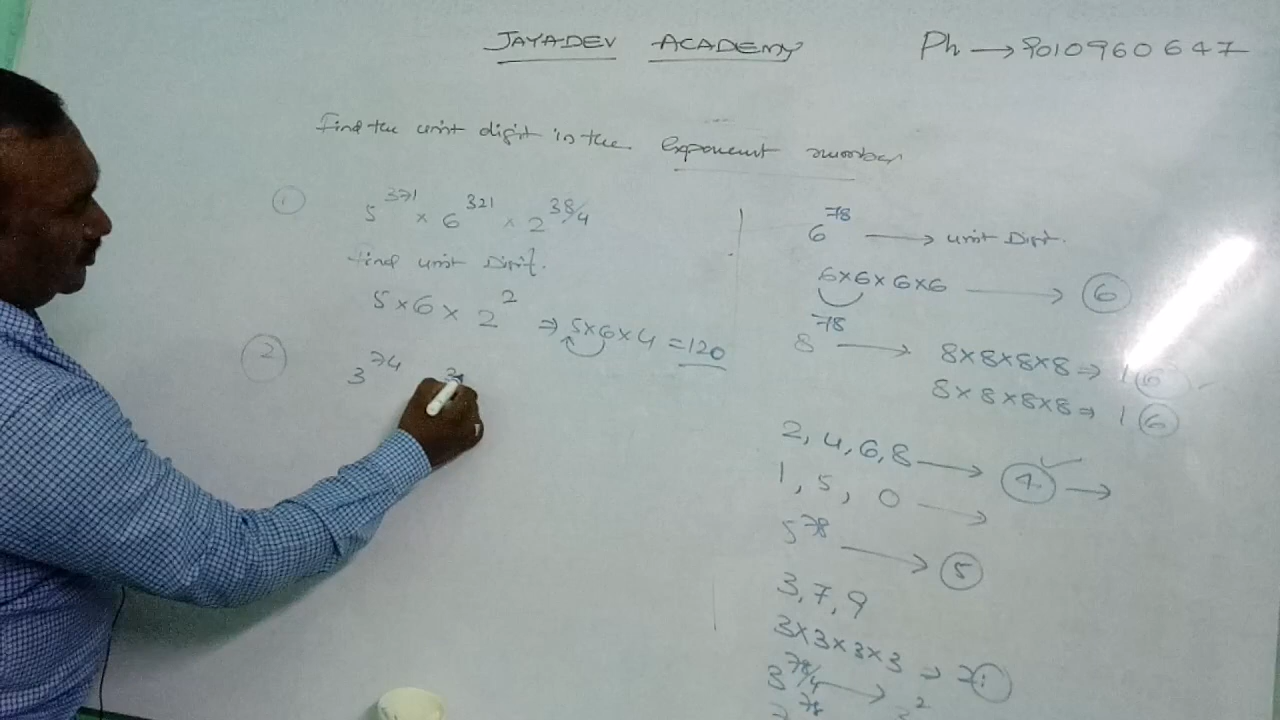 JAYADEV ACADEMY Ph → 9010960647
Find the unit digit in the exponent number
① 5^371 × 6^321 × 2^38/4
Find unit Digit.
5 × 6 × 2^2 ⇒ 5×6×4 = 120
② 3^74
6^78 → unit Digit.
6×6×6×6 → ⑥
8^78 → 8×8×8×8 ⇒ 1⑥
8×8×8×8 ⇒ 1⑥
2, 4, 6, 8 → ④ →
1, 5, 0 →
5^78 → ⑤
3, 7, 9
3×3×3×3 ⇒
3^78/4 → 3^2
78